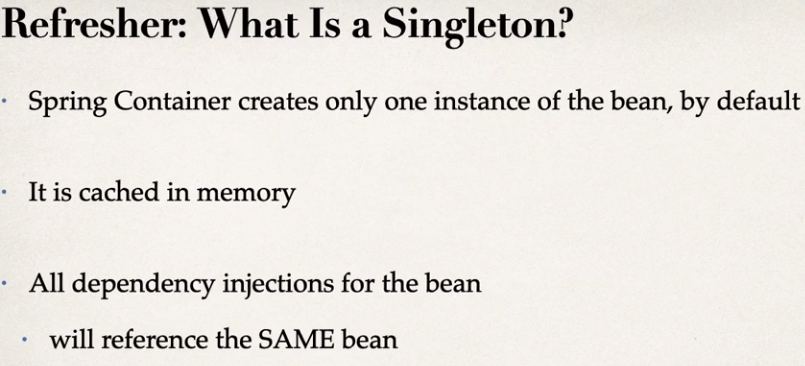 Refresher: What Is a Singleton?
· Spring Container creates only one instance of the bean, by default
· It is cached in memory
· All dependency injections for the bean
· will reference the SAME bean